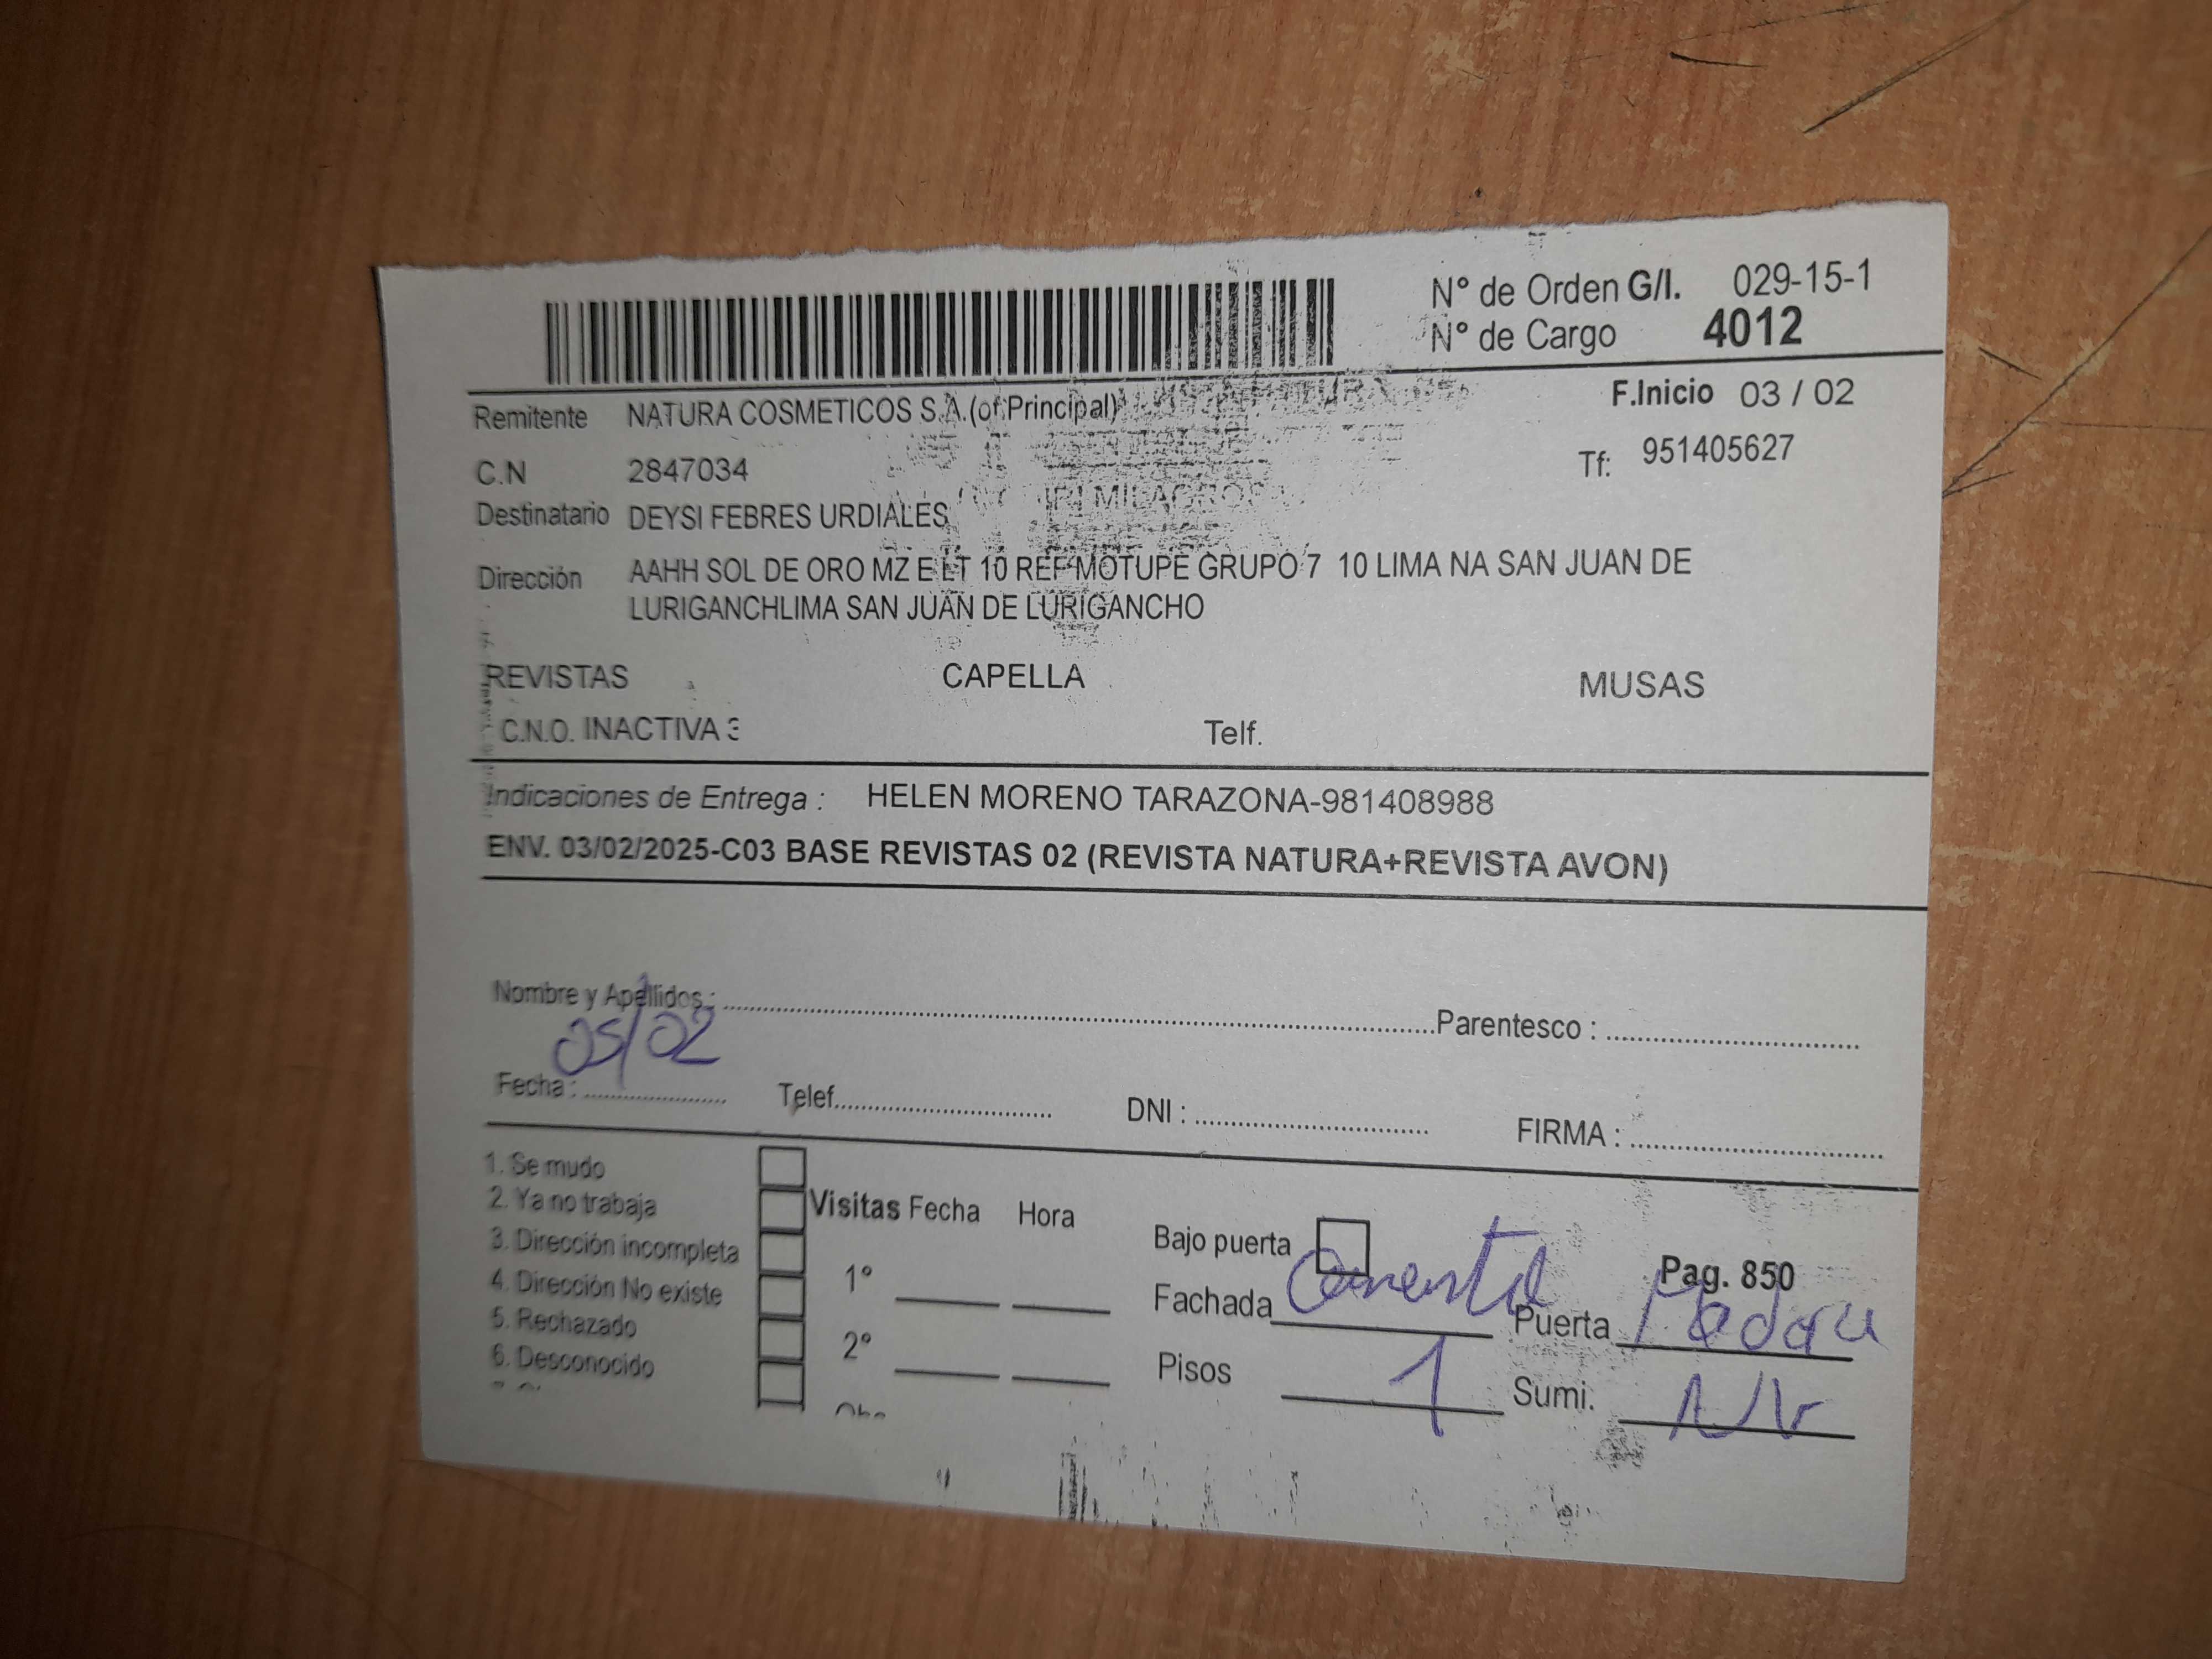 N° de Orden G/I. 029-15-1
N° de Cargo 4012
F.Inicio 03 / 02
Remitente NATURA COSMETICOS S.A.(of.Principal)
C.N 2847034 Tf: 951405627
Destinatario DEYSI FEBRES URDIALES
Dirección AAHH SOL DE ORO MZ E LT 10 REF MOTUPE GRUPO 7 10 LIMA NA SAN JUAN DE
LURIGANCHLIMA SAN JUAN DE LURIGANCHO
REVISTAS CAPELLA MUSAS
C.N.O. INACTIVA 3 Telf.
Indicaciones de Entrega : HELEN MORENO TARAZONA-981408988
ENV. 03/02/2025-C03 BASE REVISTAS 02 (REVISTA NATURA+REVISTA AVON)
Nombre y Apellidos : Parentesco :
05/02
Fecha : Telef. DNI : FIRMA :
1. Se mudo
2. Ya no trabaja Visitas Fecha Hora
3. Dirección incompleta Bajo puerta Pag. 850
4. Dirección No existe 1° Fachada Puerta
5. Rechazado
6. Desconocido 2° Pisos 1 Sumi.